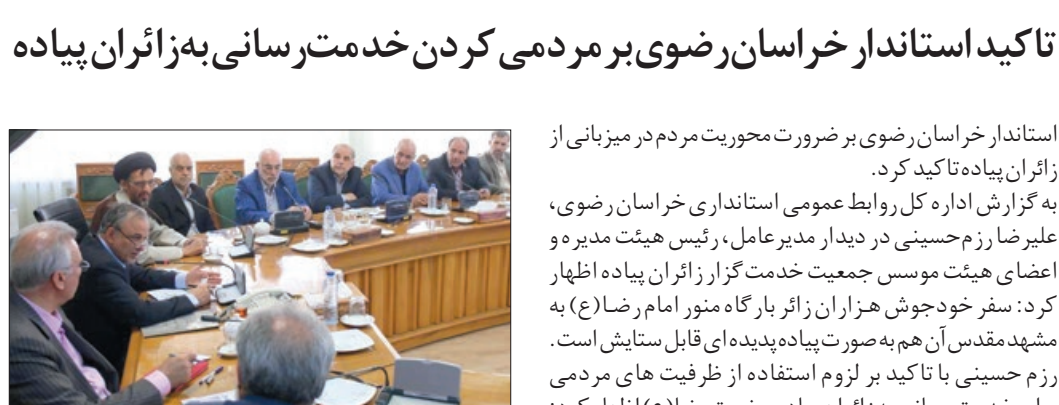 تاکید استاندار خراسان رضوی بر مردمی کردن خدمت‌رسانی به زائران پیاده
استاندار خراسان رضوی بر ضرورت محوریت مردم در میزبانی از
زائران پیاده تاکید کرد.
به گزارش اداره کل روابط عمومی استانداری خراسان رضوی،
علیرضا رزم‌حسینی در دیدار مدیرعامل، رئیس هیئت مدیره و
اعضای هیئت موسس جمعیت خدمت‌گزار زائران پیاده اظهار
کرد: سفر خودجوش هزاران زائر بارگاه منور امام رضا(ع) به
مشهد مقدس آن هم به صورت پیاده پدیده‌ای قابل ستایش است.
رزم حسینی با تاکید بر لزوم استفاده از ظرفیت های مردمی